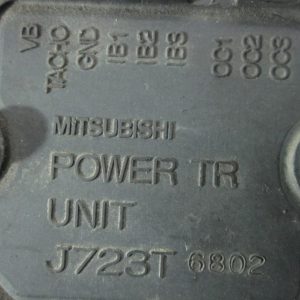 VB TACHO GND IB1 IB2 IB3 OC1 OC2 OC3
MITSUBISHI
POWER TR
UNIT
J723T 6802